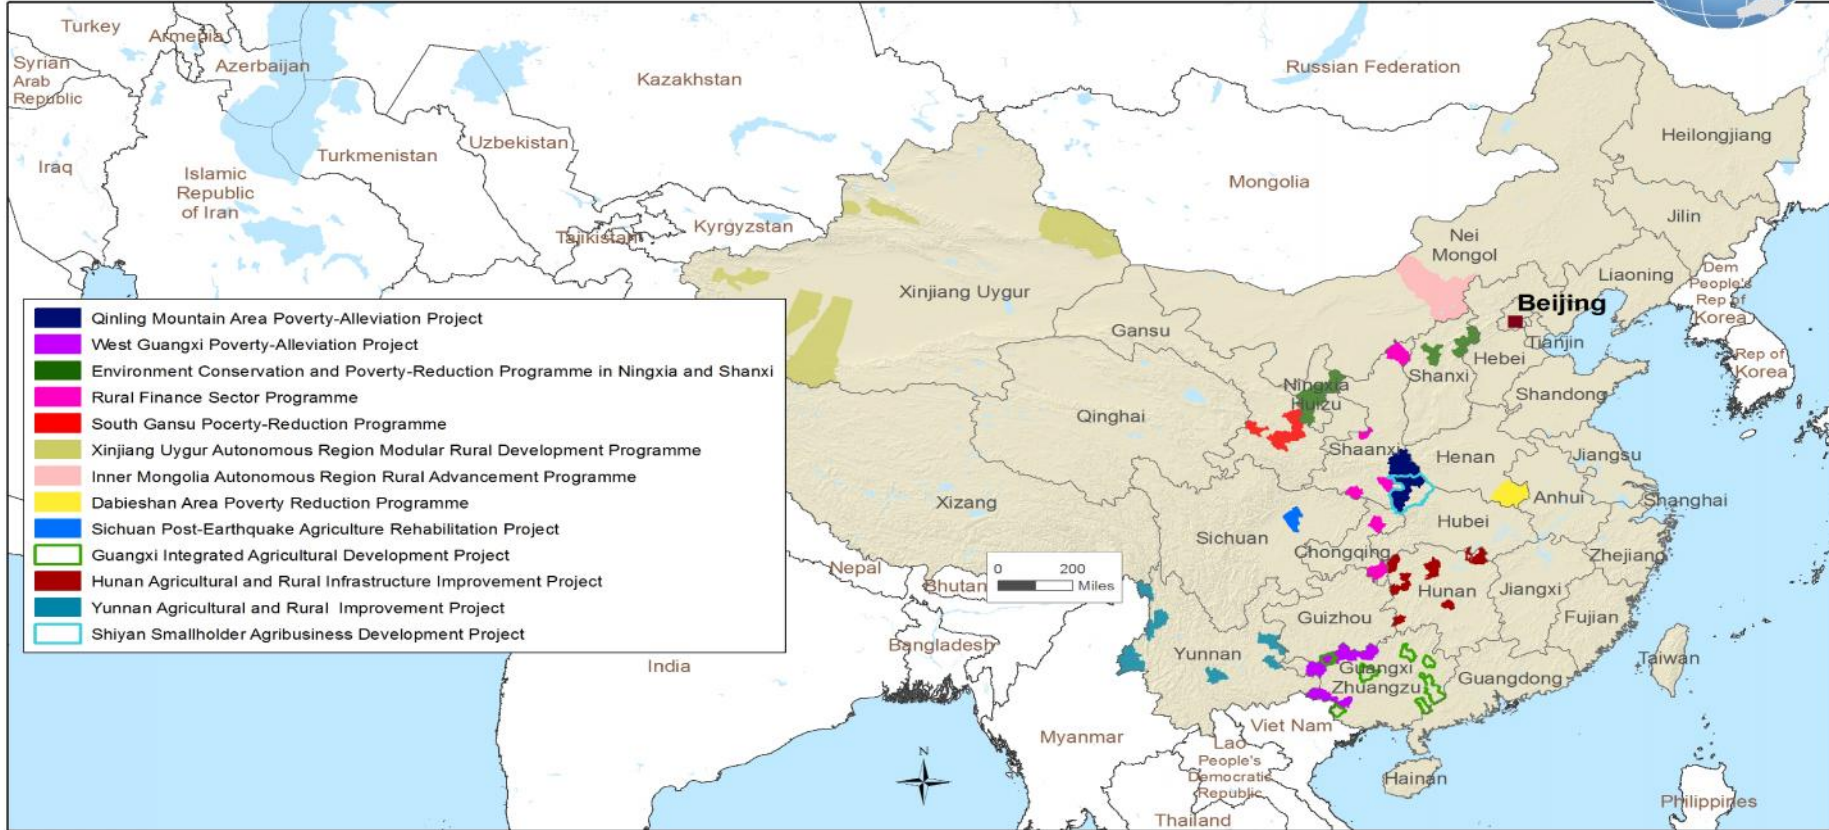 Turkey
Armenia
Azerbaijan
Syrian
Arab
Republic
Kazakhstan
Russian Federation
Uzbekistan
Turkmenistan
Iraq
Islamic
Republic
of Iran
Mongolia
Heilongjiang
Kyrgyzstan
Tajikistan
Jilin
Nei
Mongol
Liaoning
Dem
People's
Rep of
Korea
Xinjiang Uygur
Beijing
Gansu
Tianjin
Hebei
Rep of
Korea
Shanxi
Ningxia
Huizu
Shandong
Qinghai
Shaanxi
Henan
Jiangsu
Xizang
Anhui
Shanghai
Sichuan
Hubei
Chongqing
Zhejiang
Nepal
Bhutan
0 200
Miles
Hunan
Jiangxi
Guizhou
Fujian
Bangladesh
Yunnan
Taiwan
India
Guangxi
Zhuangzu
Guangdong
Viet Nam
Myanmar
Lao
People's
Democratic
Republic
N
Hainan
Philippines
Thailand
Qinling Mountain Area Poverty-Alleviation Project
West Guangxi Poverty-Alleviation Project
Environment Conservation and Poverty-Reduction Programme in Ningxia and Shanxi
Rural Finance Sector Programme
South Gansu Pocerty-Reduction Programme
Xinjiang Uygur Autonomous Region Modular Rural Development Programme
Inner Mongolia Autonomous Region Rural Advancement Programme
Dabieshan Area Poverty Reduction Programme
Sichuan Post-Earthquake Agriculture Rehabilitation Project
Guangxi Integrated Agricultural Development Project
Hunan Agricultural and Rural Infrastructure Improvement Project
Yunnan Agricultural and Rural Improvement Project
Shiyan Smallholder Agribusiness Development Project